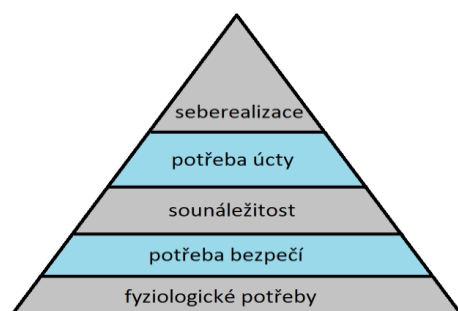 seberealizace
potřeba úcty
sounáležitost
potřeba bezpečí
fyziologické potřeby